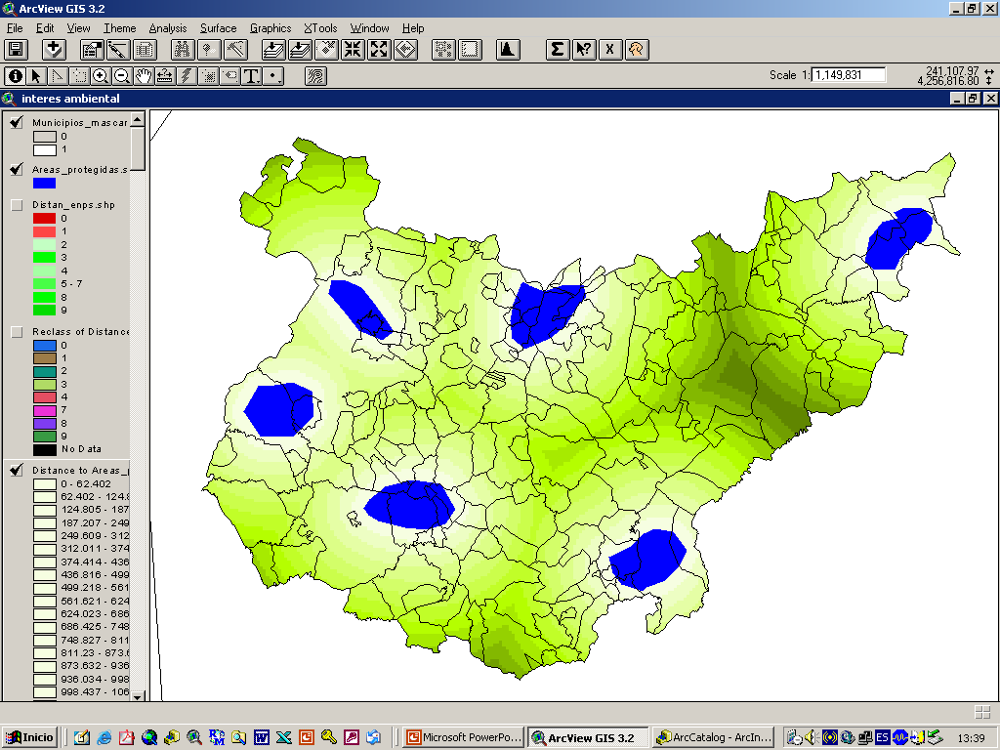 ArcView GIS 3.2
File Edit View Theme Analysis Surface Graphics XTools Window Help
Scale 1: 1,149,831
241,107.97
4,256,816.80
interes ambiental
Municipios_mascar
0
1
Areas_protegidas.s
Distan_enps.shp
0
1
2
3
4
5 - 7
8
9
Reclass of Distance
0
1
2
3
4
7
8
9
No Data
Distance to Areas_
0 - 62.402
62.402 - 124.8
124.805 - 187
187.207 - 249
249.609 - 312
312.011 - 374
374.414 - 436
436.816 - 499
499.218 - 561
561.621 - 624
624.023 - 686
686.425 - 748
748.827 - 811
811.23 - 873.6
873.632 - 936
936.034 - 998
998.437 - 106
Inicio
Microsoft PowerPo...
ArcView GIS 3.2
ArcCatalog - ArcIn...
ES
13:39